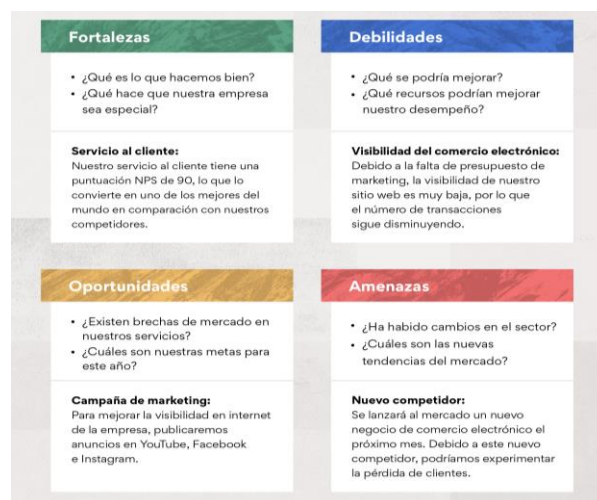 Fortalezas
• ¿Qué es lo que hacemos bien?
• ¿Qué hace que nuestra empresa
sea especial?
Servicio al cliente:
Nuestro servicio al cliente tiene una
puntuación NPS de 90, lo que lo
convierte en uno de los mejores del
mundo en comparación con nuestros
competidores.
Debilidades
• ¿Qué se podría mejorar?
• ¿Qué recursos podrían mejorar
nuestro desempeño?
Visibilidad del comercio electrónico:
Debido a la falta de presupuesto de
marketing, la visibilidad de nuestro
sitio web es muy baja, por lo que
el número de transacciones
sigue disminuyendo.
Oportunidades
• ¿Existen brechas de mercado en
nuestros servicios?
• ¿Cuáles son nuestras metas para
este año?
Campaña de marketing:
Para mejorar la visibilidad en internet
de la empresa, publicaremos
anuncios en YouTube, Facebook
e Instagram.
Amenazas
• ¿Ha habido cambios en el sector?
• ¿Cuáles son las nuevas
tendencias del mercado?
Nuevo competidor:
Se lanzará al mercado un nuevo
negocio de comercio electrónico el
próximo mes. Debido a este nuevo
competidor, podríamos experimentar
la pérdida de clientes.